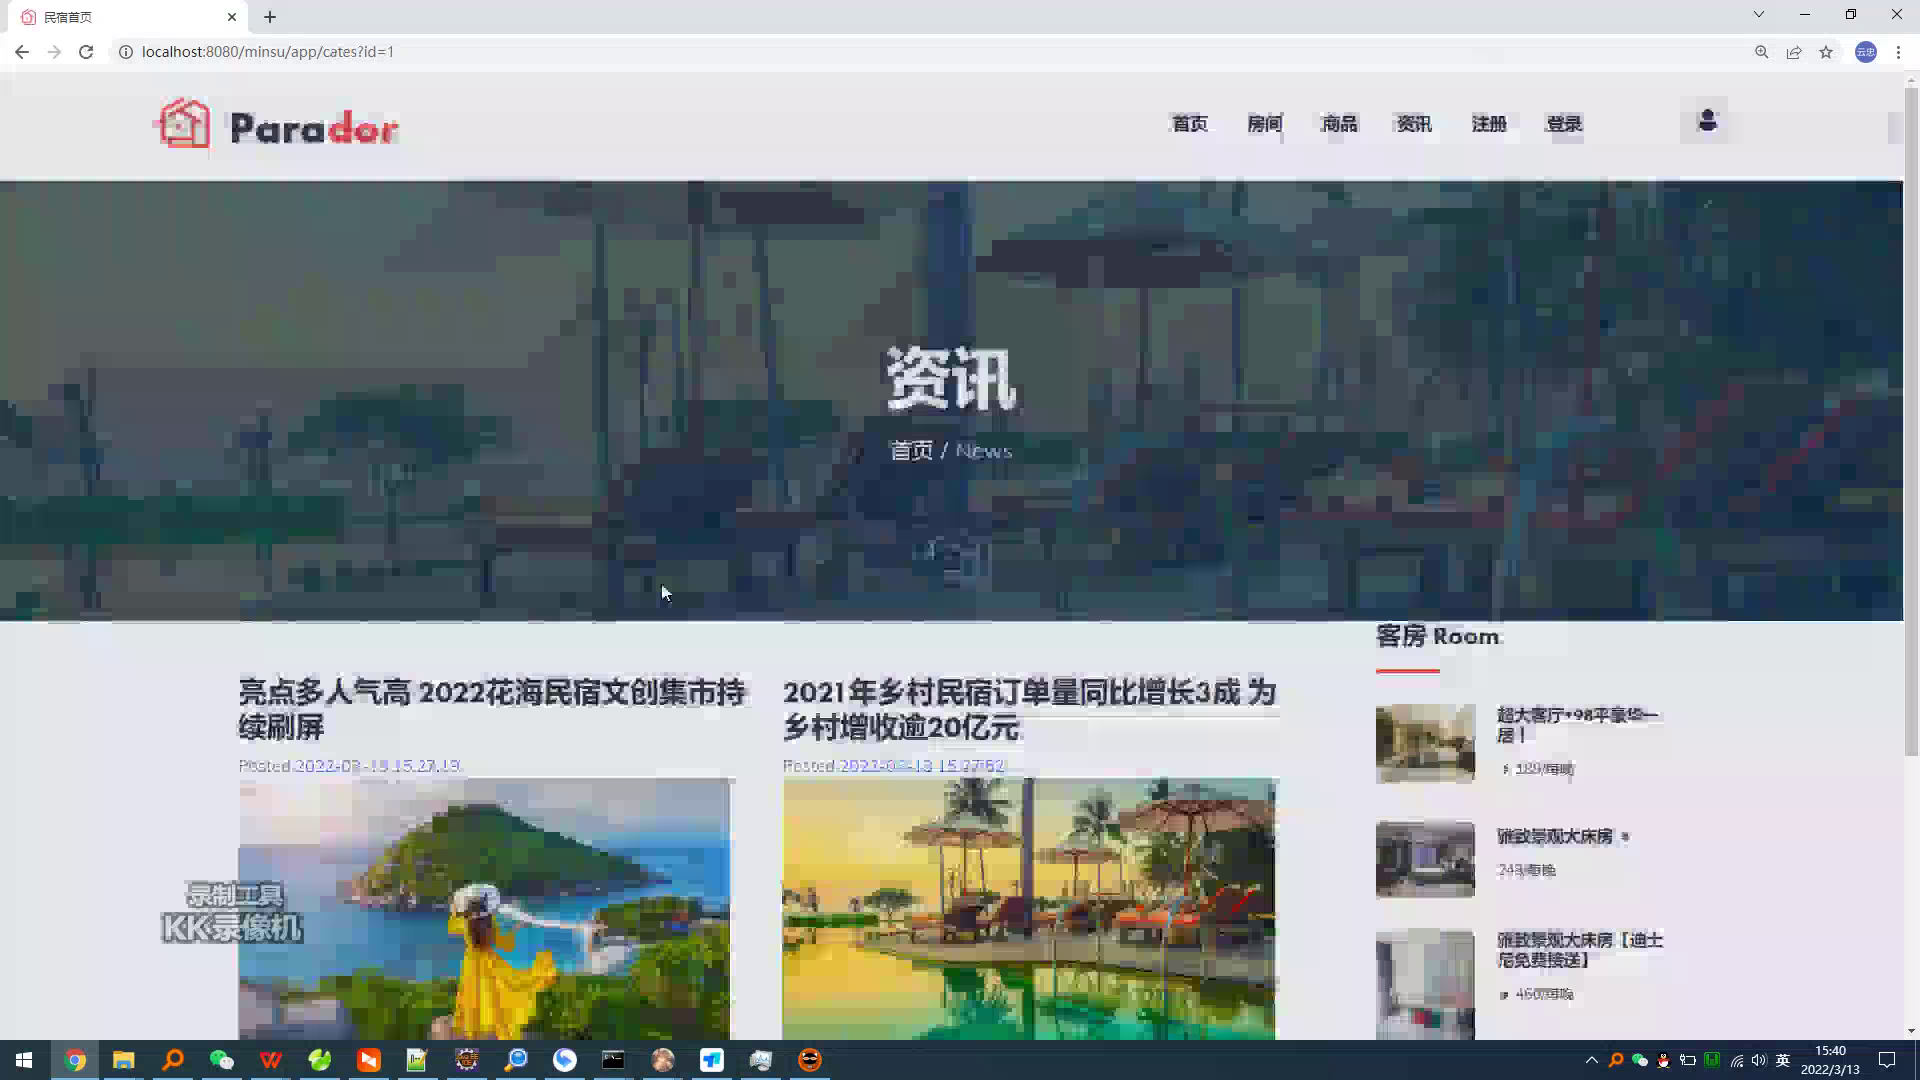 民宿首页
localhost:8080/minsu/app/cates?id=1
云忠
Parador
首页 房间 商品 资讯 注册 登录
资讯
首页 / News
客房 Room
亮点多人气高 2022花海民宿文创集市持
续刷屏
Posted 2022-03-13 15:27:19
2021年乡村民宿订单量同比增长3成 为
乡村增收逾20亿元
Posted 2022-03-13 15:27:52
超大客厅+98平豪华一
居
189/每晚
雅致景观大床房
每晚
雅致景观大床房【迪士
尼免费接送】
460/每晚
录制工具
KK录像机
英
15:40
2022/3/13